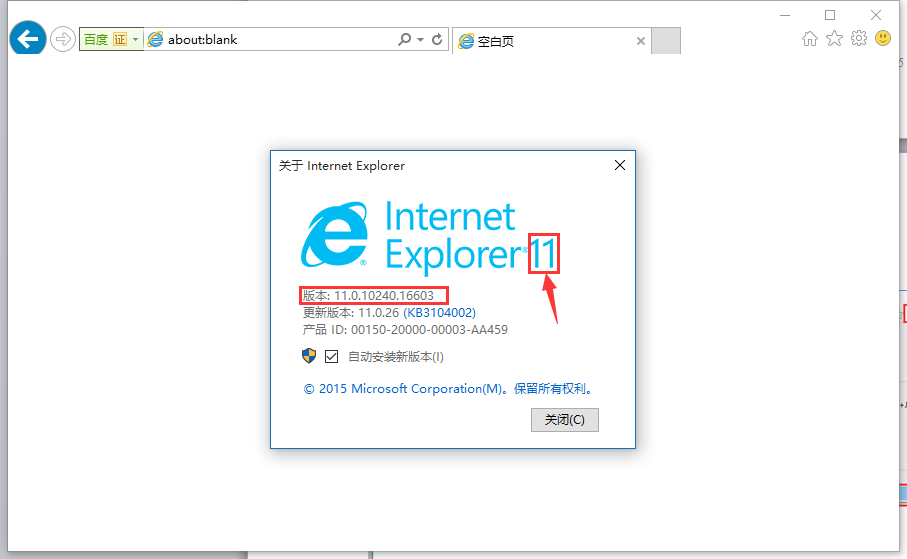 百度 证 about:blank 空白页
关于 Internet Explorer
Internet
Explorer® 11
版本: 11.0.10240.16603
更新版本: 11.0.26 (KB3104002)
产品 ID: 00150-20000-00003-AA459
自动安装新版本(I)
© 2015 Microsoft Corporation(M)。保留所有权利。
关闭(C)